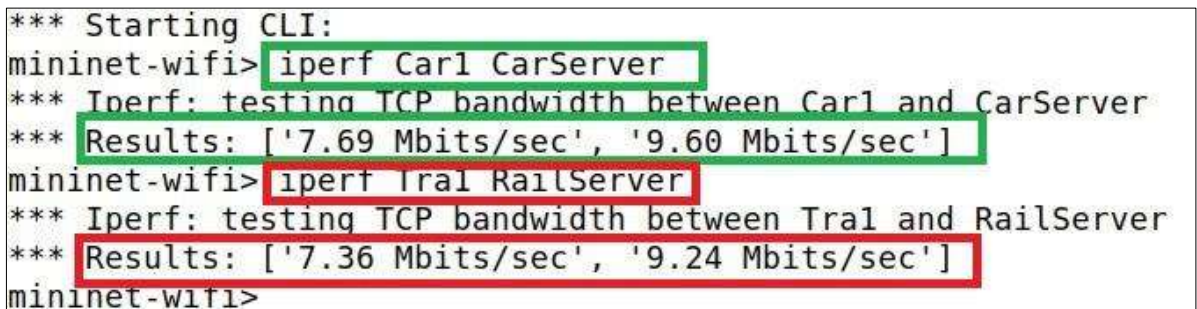 *** Starting CLI:
mininet-wifi> iperf Car1 CarServer
*** Iperf: testing TCP bandwidth between Car1 and CarServer
*** Results: ['7.69 Mbits/sec', '9.60 Mbits/sec']
mininet-wifi> iperf Tra1 RailServer
*** Iperf: testing TCP bandwidth between Tra1 and RailServer
*** Results: ['7.36 Mbits/sec', '9.24 Mbits/sec']
mininet-wifi>